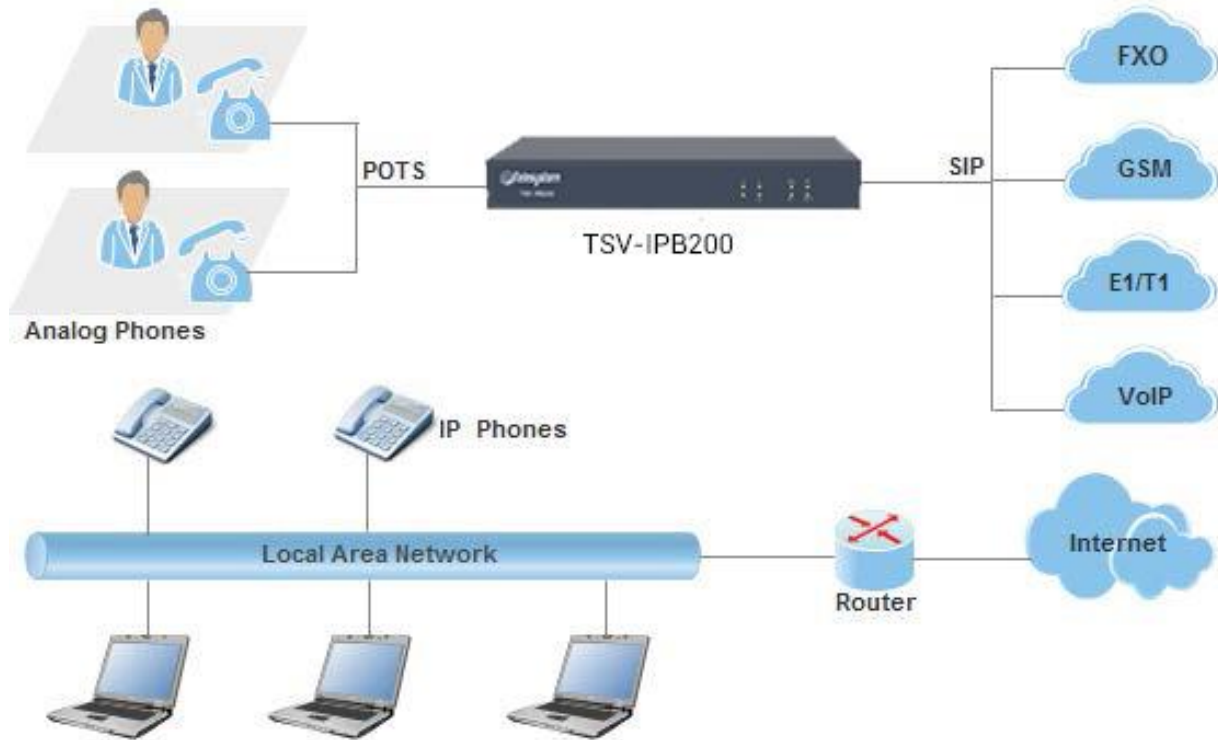 FXO
POTS
SIP
GSM
TSV-IPB200
E1/T1
Analog Phones
VoIP
IP Phones
Local Area Network
Internet
Router